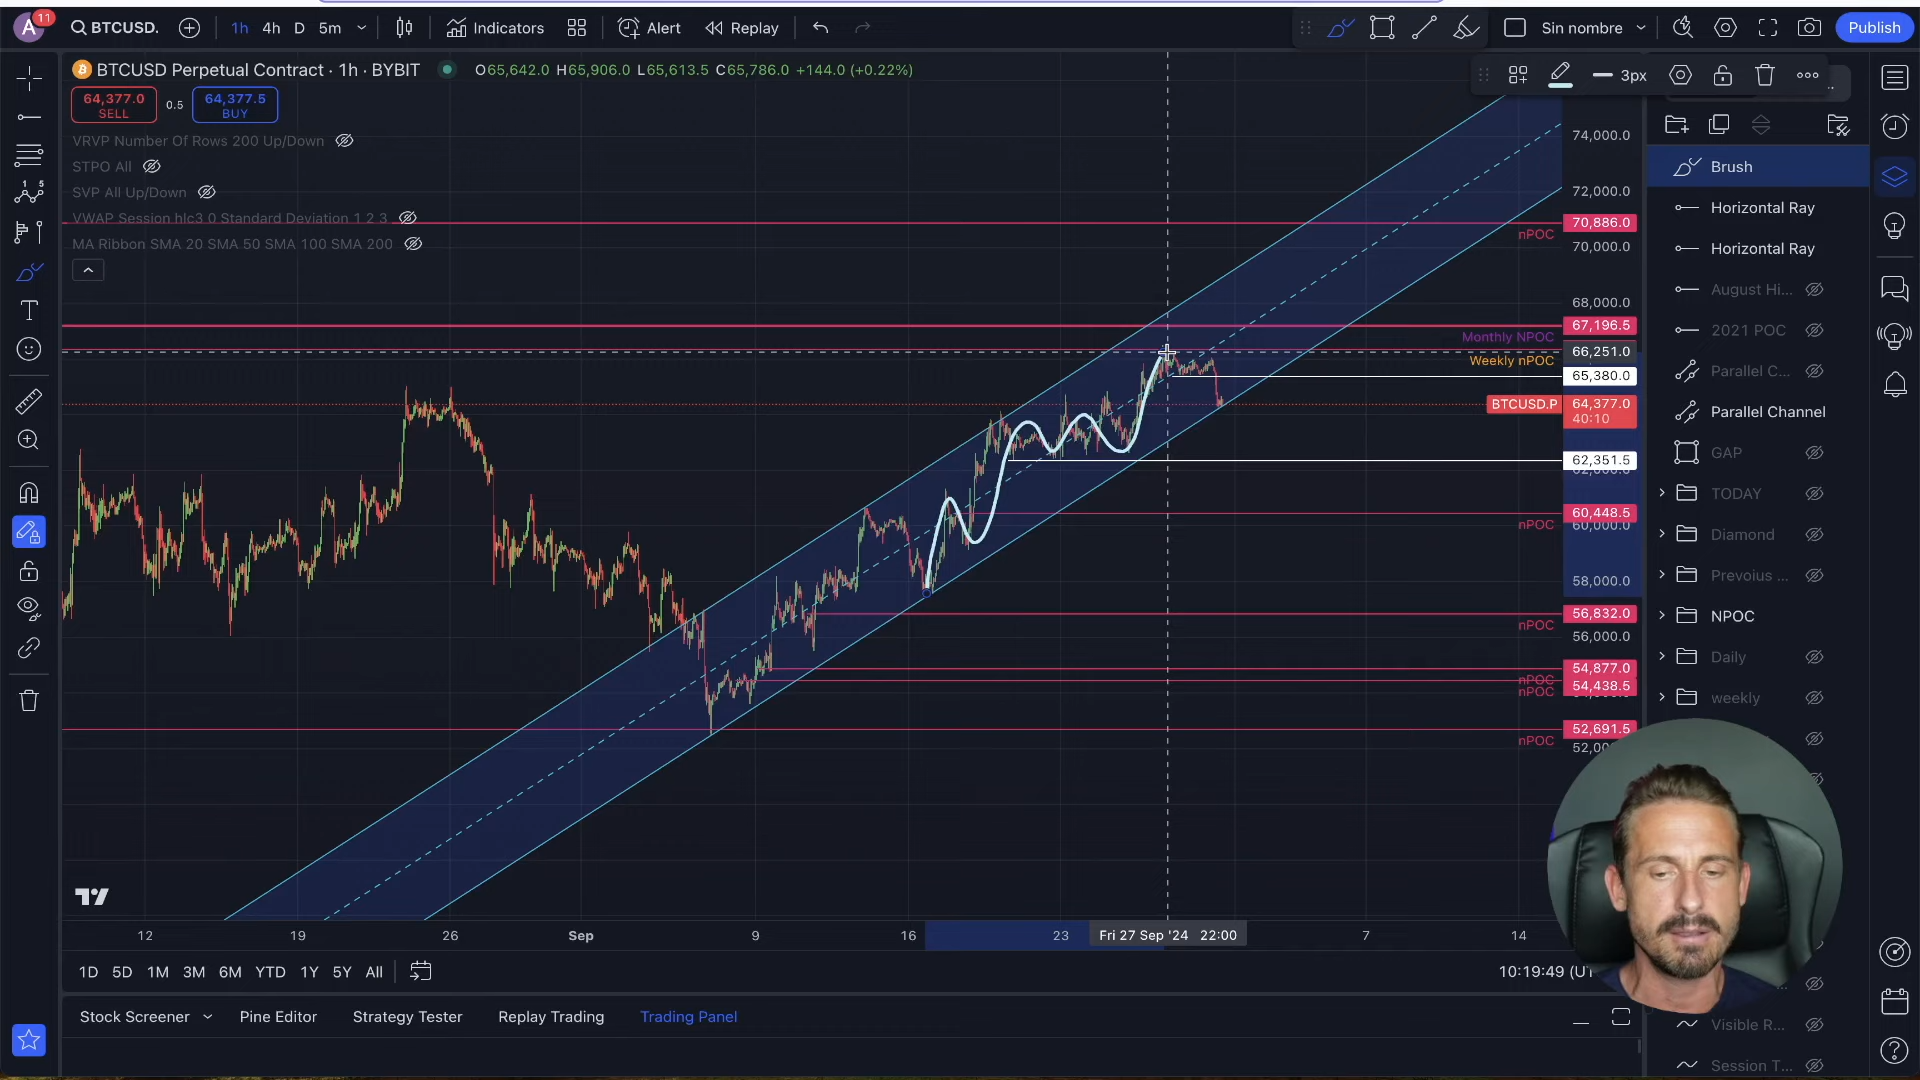 A
11
BTCUSD.
1h
4h
D
5m
Indicators
Alert
Replay
Sin nombre
Publish
BTCUSD Perpetual Contract · 1h · BYBIT
O65,642.0 H65,906.0 L65,613.5 C65,786.0 +144.0 (+0.22%)
3px
64,377.0
SELL
0.5
64,377.5
BUY
VRVP Number Of Rows 200 Up/Down
STPO All
SVP All Up/Down
VWAP Session hlc3 0 Standard Deviation 1 2 3
MA Ribbon SMA 20 SMA 50 SMA 100 SMA 200
74,000.0
72,000.0
70,886.0
nPOC
70,000.0
68,000.0
67,196.5
Monthly NPOC
66,251.0
Weekly nPOC
65,380.0
BTCUSD.P
64,377.0
40:10
62,351.5
60,448.5
nPOC
60,000.0
58,000.0
56,832.0
nPOC
56,000.0
54,877.0
nPOC
54,438.5
nPOC
52,691.5
nPOC
Brush
Horizontal Ray
Horizontal Ray
August Hi...
2021 POC
Parallel C...
Parallel Channel
GAP
TODAY
Diamond
Prevoius ...
NPOC
Daily
weekly
Visible R...
Session T...
12
19
26
Sep
9
16
23
Fri 27 Sep '24 22:00
7
14
1D
5D
1M
3M
6M
YTD
1Y
5Y
All
10:19:49 (UT
Stock Screener
Pine Editor
Strategy Tester
Replay Trading
Trading Panel